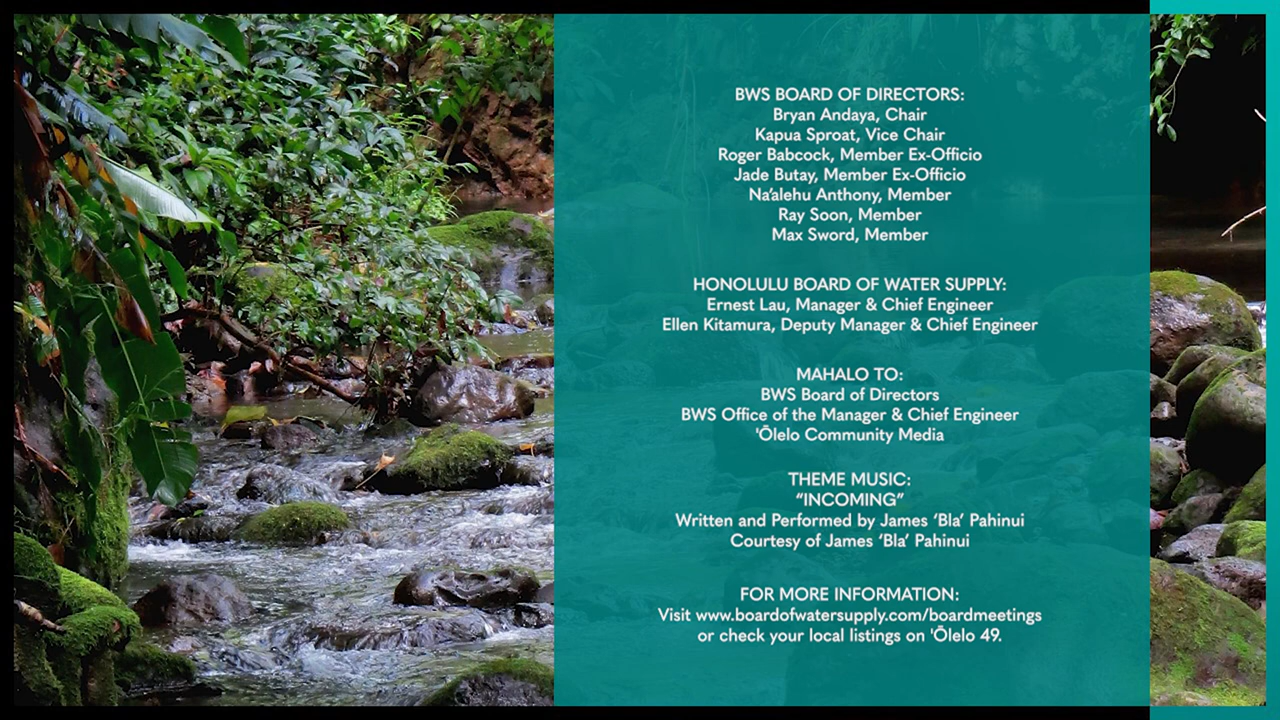 BWS BOARD OF DIRECTORS:
Bryan Andaya, Chair
Kapua Sproat, Vice Chair
Roger Babcock, Member Ex-Officio
Jade Butay, Member Ex-Officio
Na'alehu Anthony, Member
Ray Soon, Member
Max Sword, Member
HONOLULU BOARD OF WATER SUPPLY:
Ernest Lau, Manager & Chief Engineer
Ellen Kitamura, Deputy Manager & Chief Engineer
MAHALO TO:
BWS Board of Directors
BWS Office of the Manager & Chief Engineer
'Ōlelo Community Media
THEME MUSIC:
“INCOMING”
Written and Performed by James ‘Bla’ Pahinui
Courtesy of James ‘Bla’ Pahinui
FOR MORE INFORMATION:
Visit www.boardofwatersupply.com/boardmeetings
or check your local listings on 'Ōlelo 49.